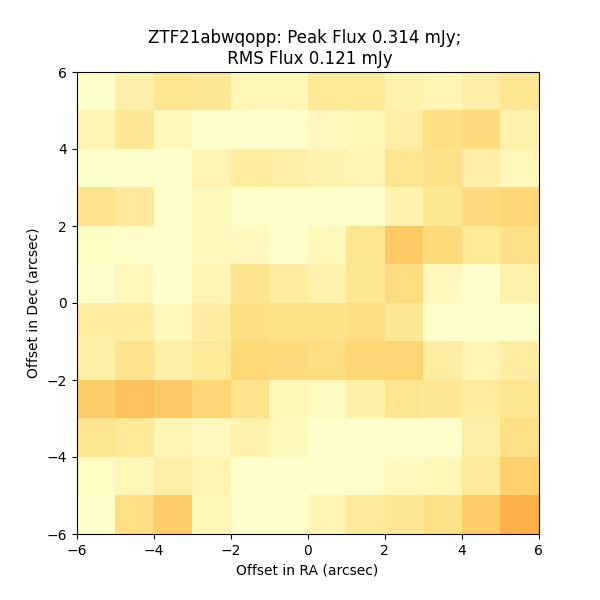 ZTF21abwqopp: Peak Flux 0.314 mJy;
RMS Flux 0.121 mJy
6
4
2
0
−2
−4
−6
Offset in Dec (arcsec)
−6 −4 −2 0 2 4 6
Offset in RA (arcsec)